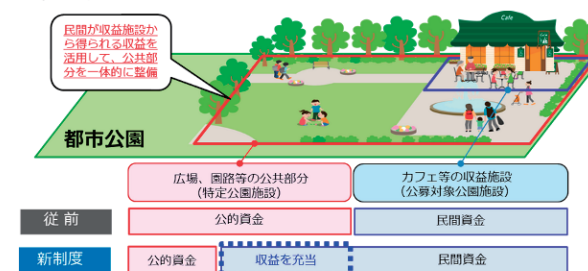 Cafe
民間が収益施設か
ら得られる収益を
活用して、公共部
分を一体的に整備
都市公園
広場、園路等の公共部分
(特定公園施設)
カフェ等の収益施設
(公募対象公園施設)
従前
公的資金
民間資金
新制度
公的資金
収益を充当
民間資金